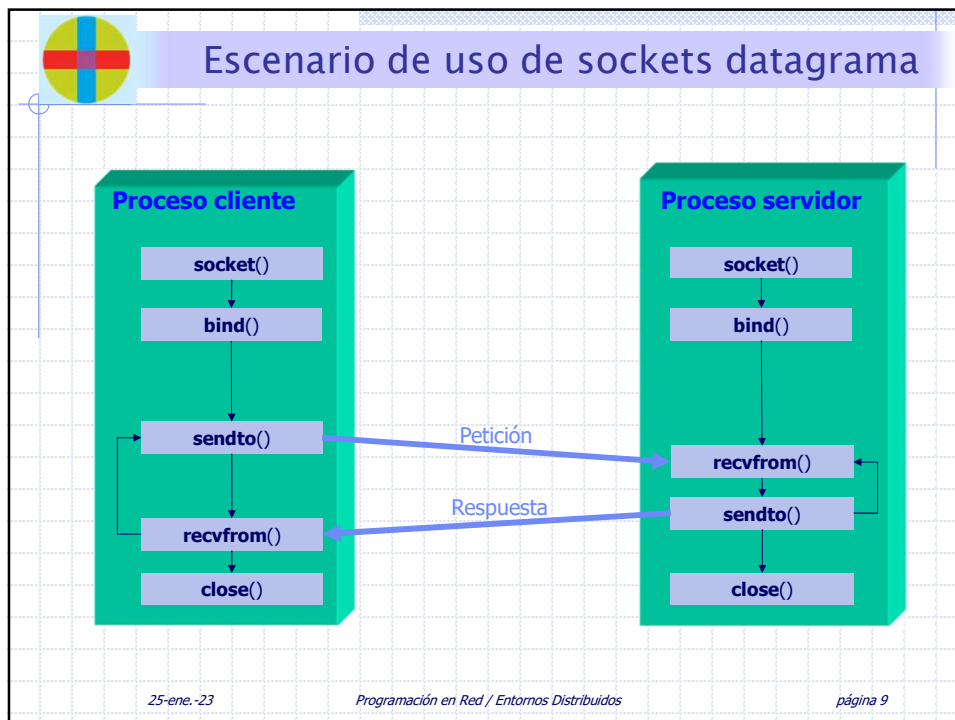 Escenario de uso de sockets datagrama
Proceso cliente
socket()
bind()
sendto()
recvfrom()
close()
Petición
Respuesta
Proceso servidor
socket()
bind()
recvfrom()
sendto()
close()
25-ene.-23
Programación en Red / Entornos Distribuidos
página 9